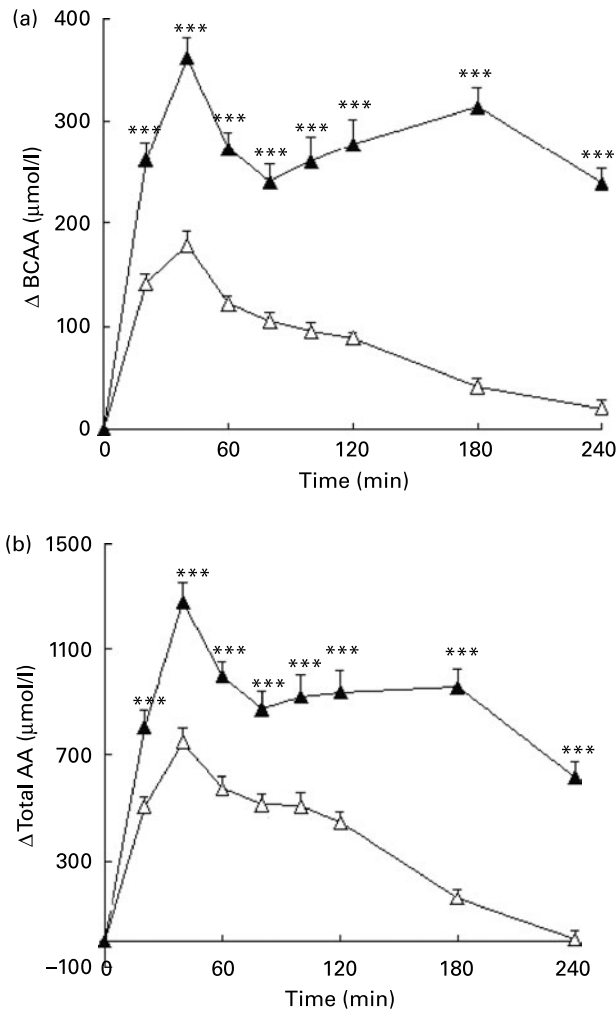 (a)
400
300
200
100
0
Δ BCAA (μmol/l)
*** *** *** *** *** *** *** ***
0 60 120 180 240
Time (min)
(b)
1500
1100
700
300
−100
Δ Total AA (μmol/l)
*** *** *** *** *** *** *** ***
0 60 120 180 240
Time (min)